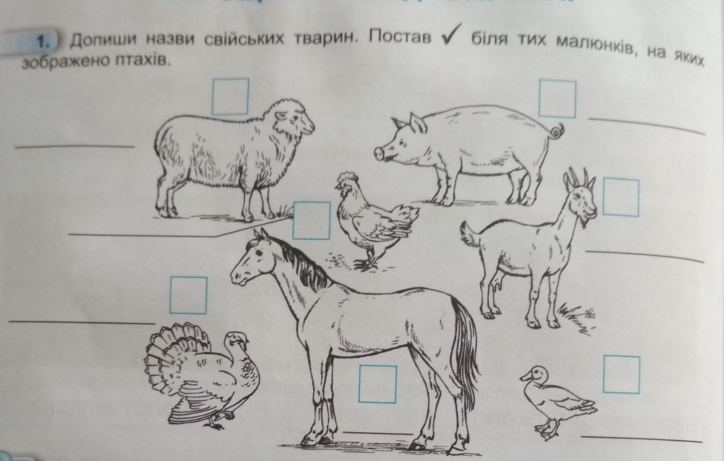 1. Допиши назви свійських тварин. Постав ✓ біля тих малюнків, на яких
зображено птахів.